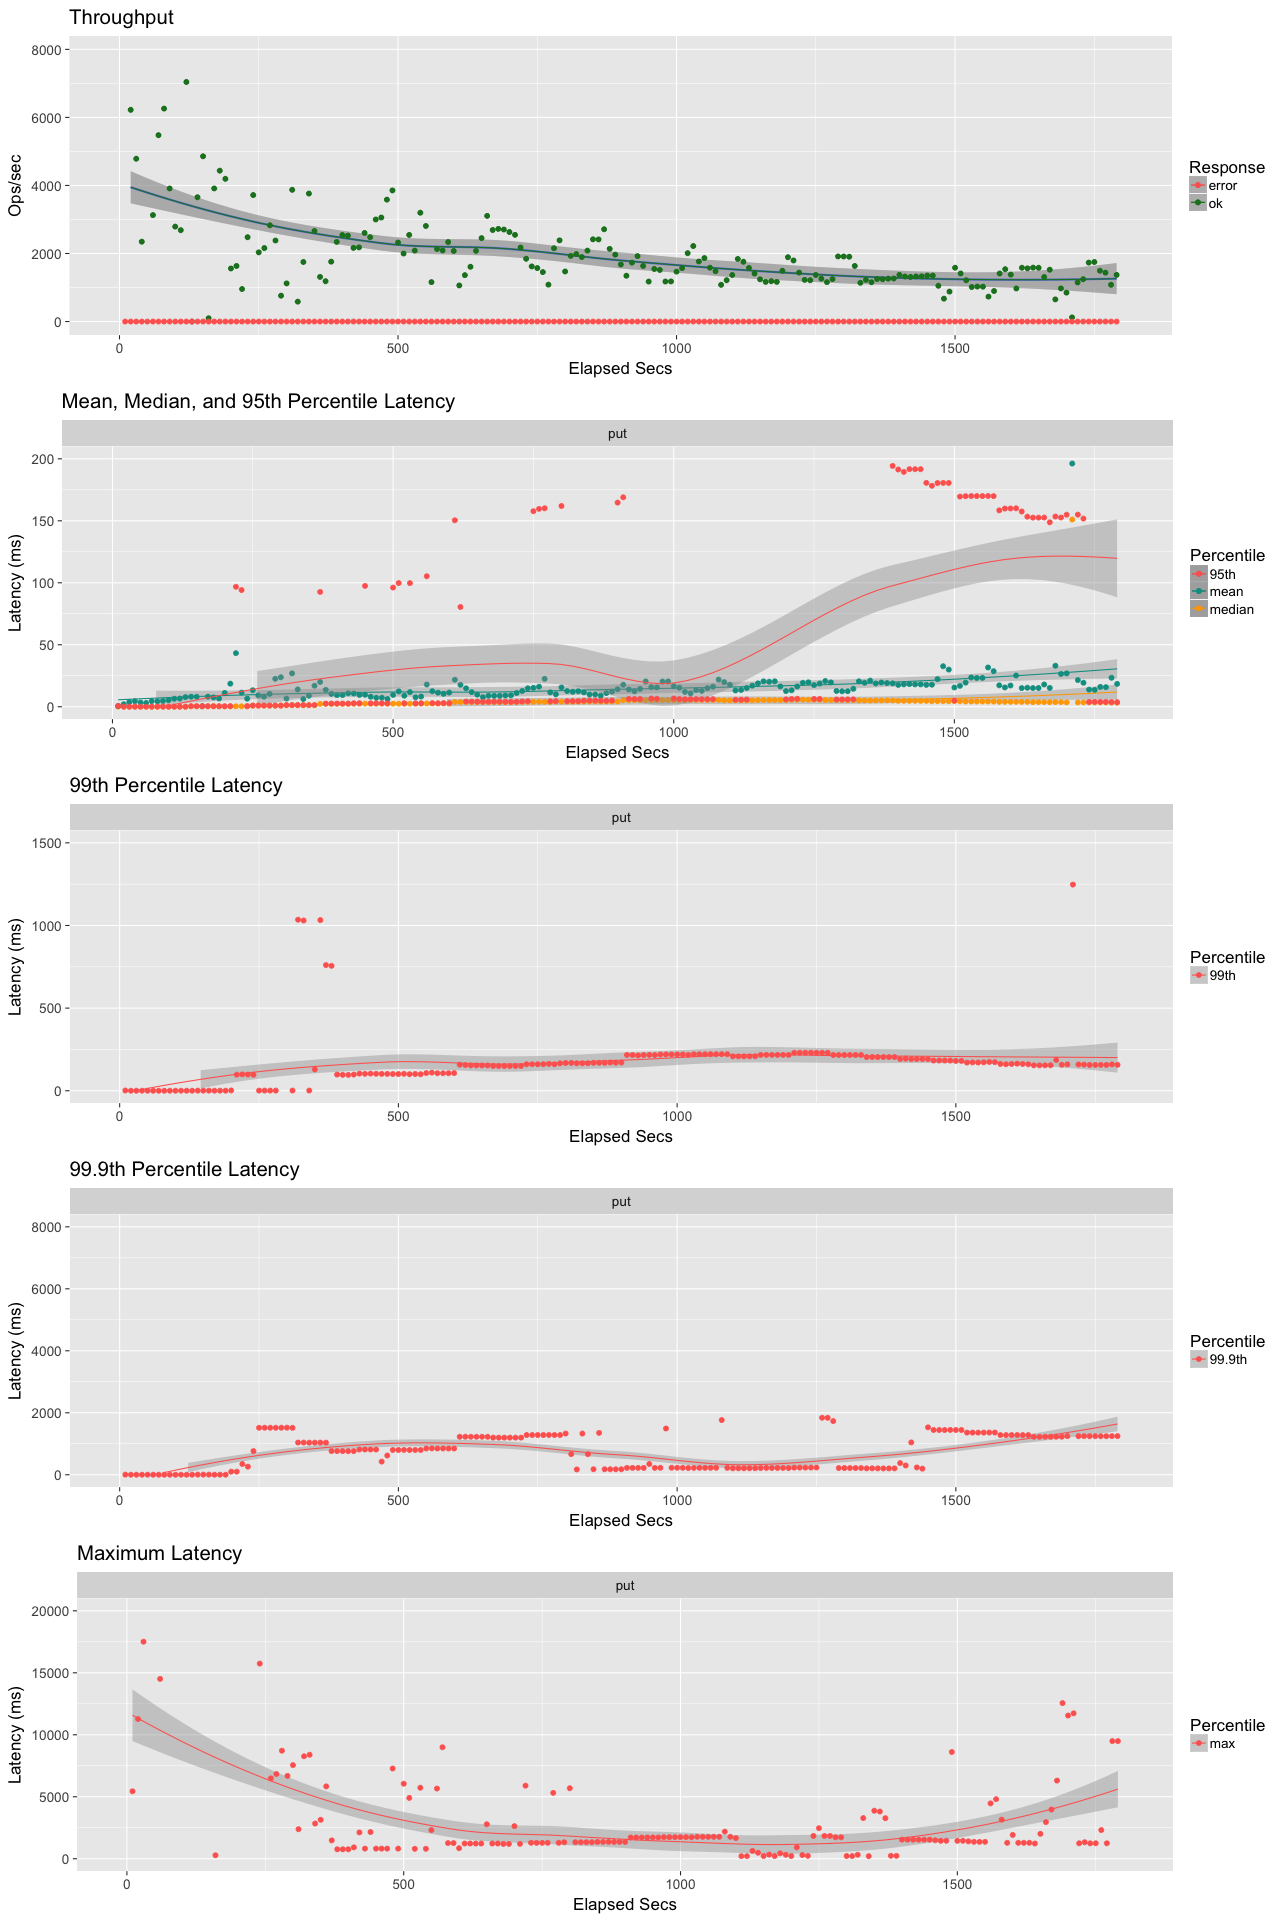 Throughput
8000
6000
4000
2000
0
Ops/sec
0 500 1000 1500
Elapsed Secs
Response
error
ok
Mean, Median, and 95th Percentile Latency
put
200
150
100
50
0
Latency (ms)
0 500 1000 1500
Elapsed Secs
Percentile
95th
mean
median
99th Percentile Latency
put
1500
1000
500
0
Latency (ms)
0 500 1000 1500
Elapsed Secs
Percentile
99th
99.9th Percentile Latency
put
8000
6000
4000
2000
0
Latency (ms)
0 500 1000 1500
Elapsed Secs
Percentile
99.9th
Maximum Latency
put
20000
15000
10000
5000
0
Latency (ms)
0 500 1000 1500
Elapsed Secs
Percentile
max